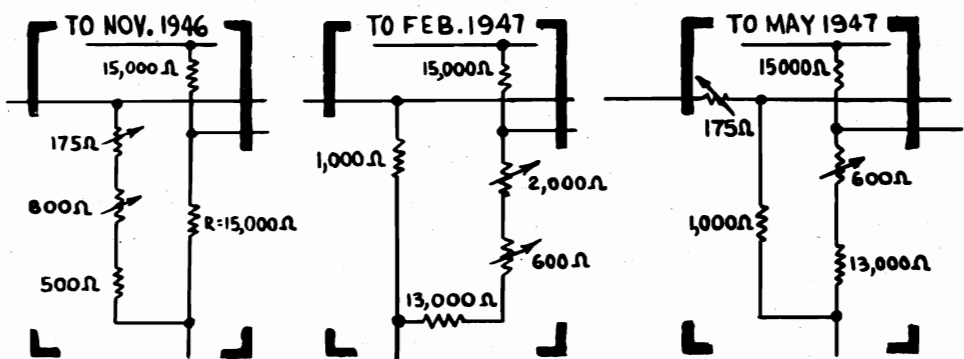 TO NOV. 1946
15,000Ω
175Ω
800Ω
R=15,000Ω
500Ω
TO FEB. 1947
15,000Ω
1,000Ω
2,000Ω
600Ω
13,000Ω
TO MAY 1947
15000Ω
175Ω
600Ω
1,000Ω
13,000Ω